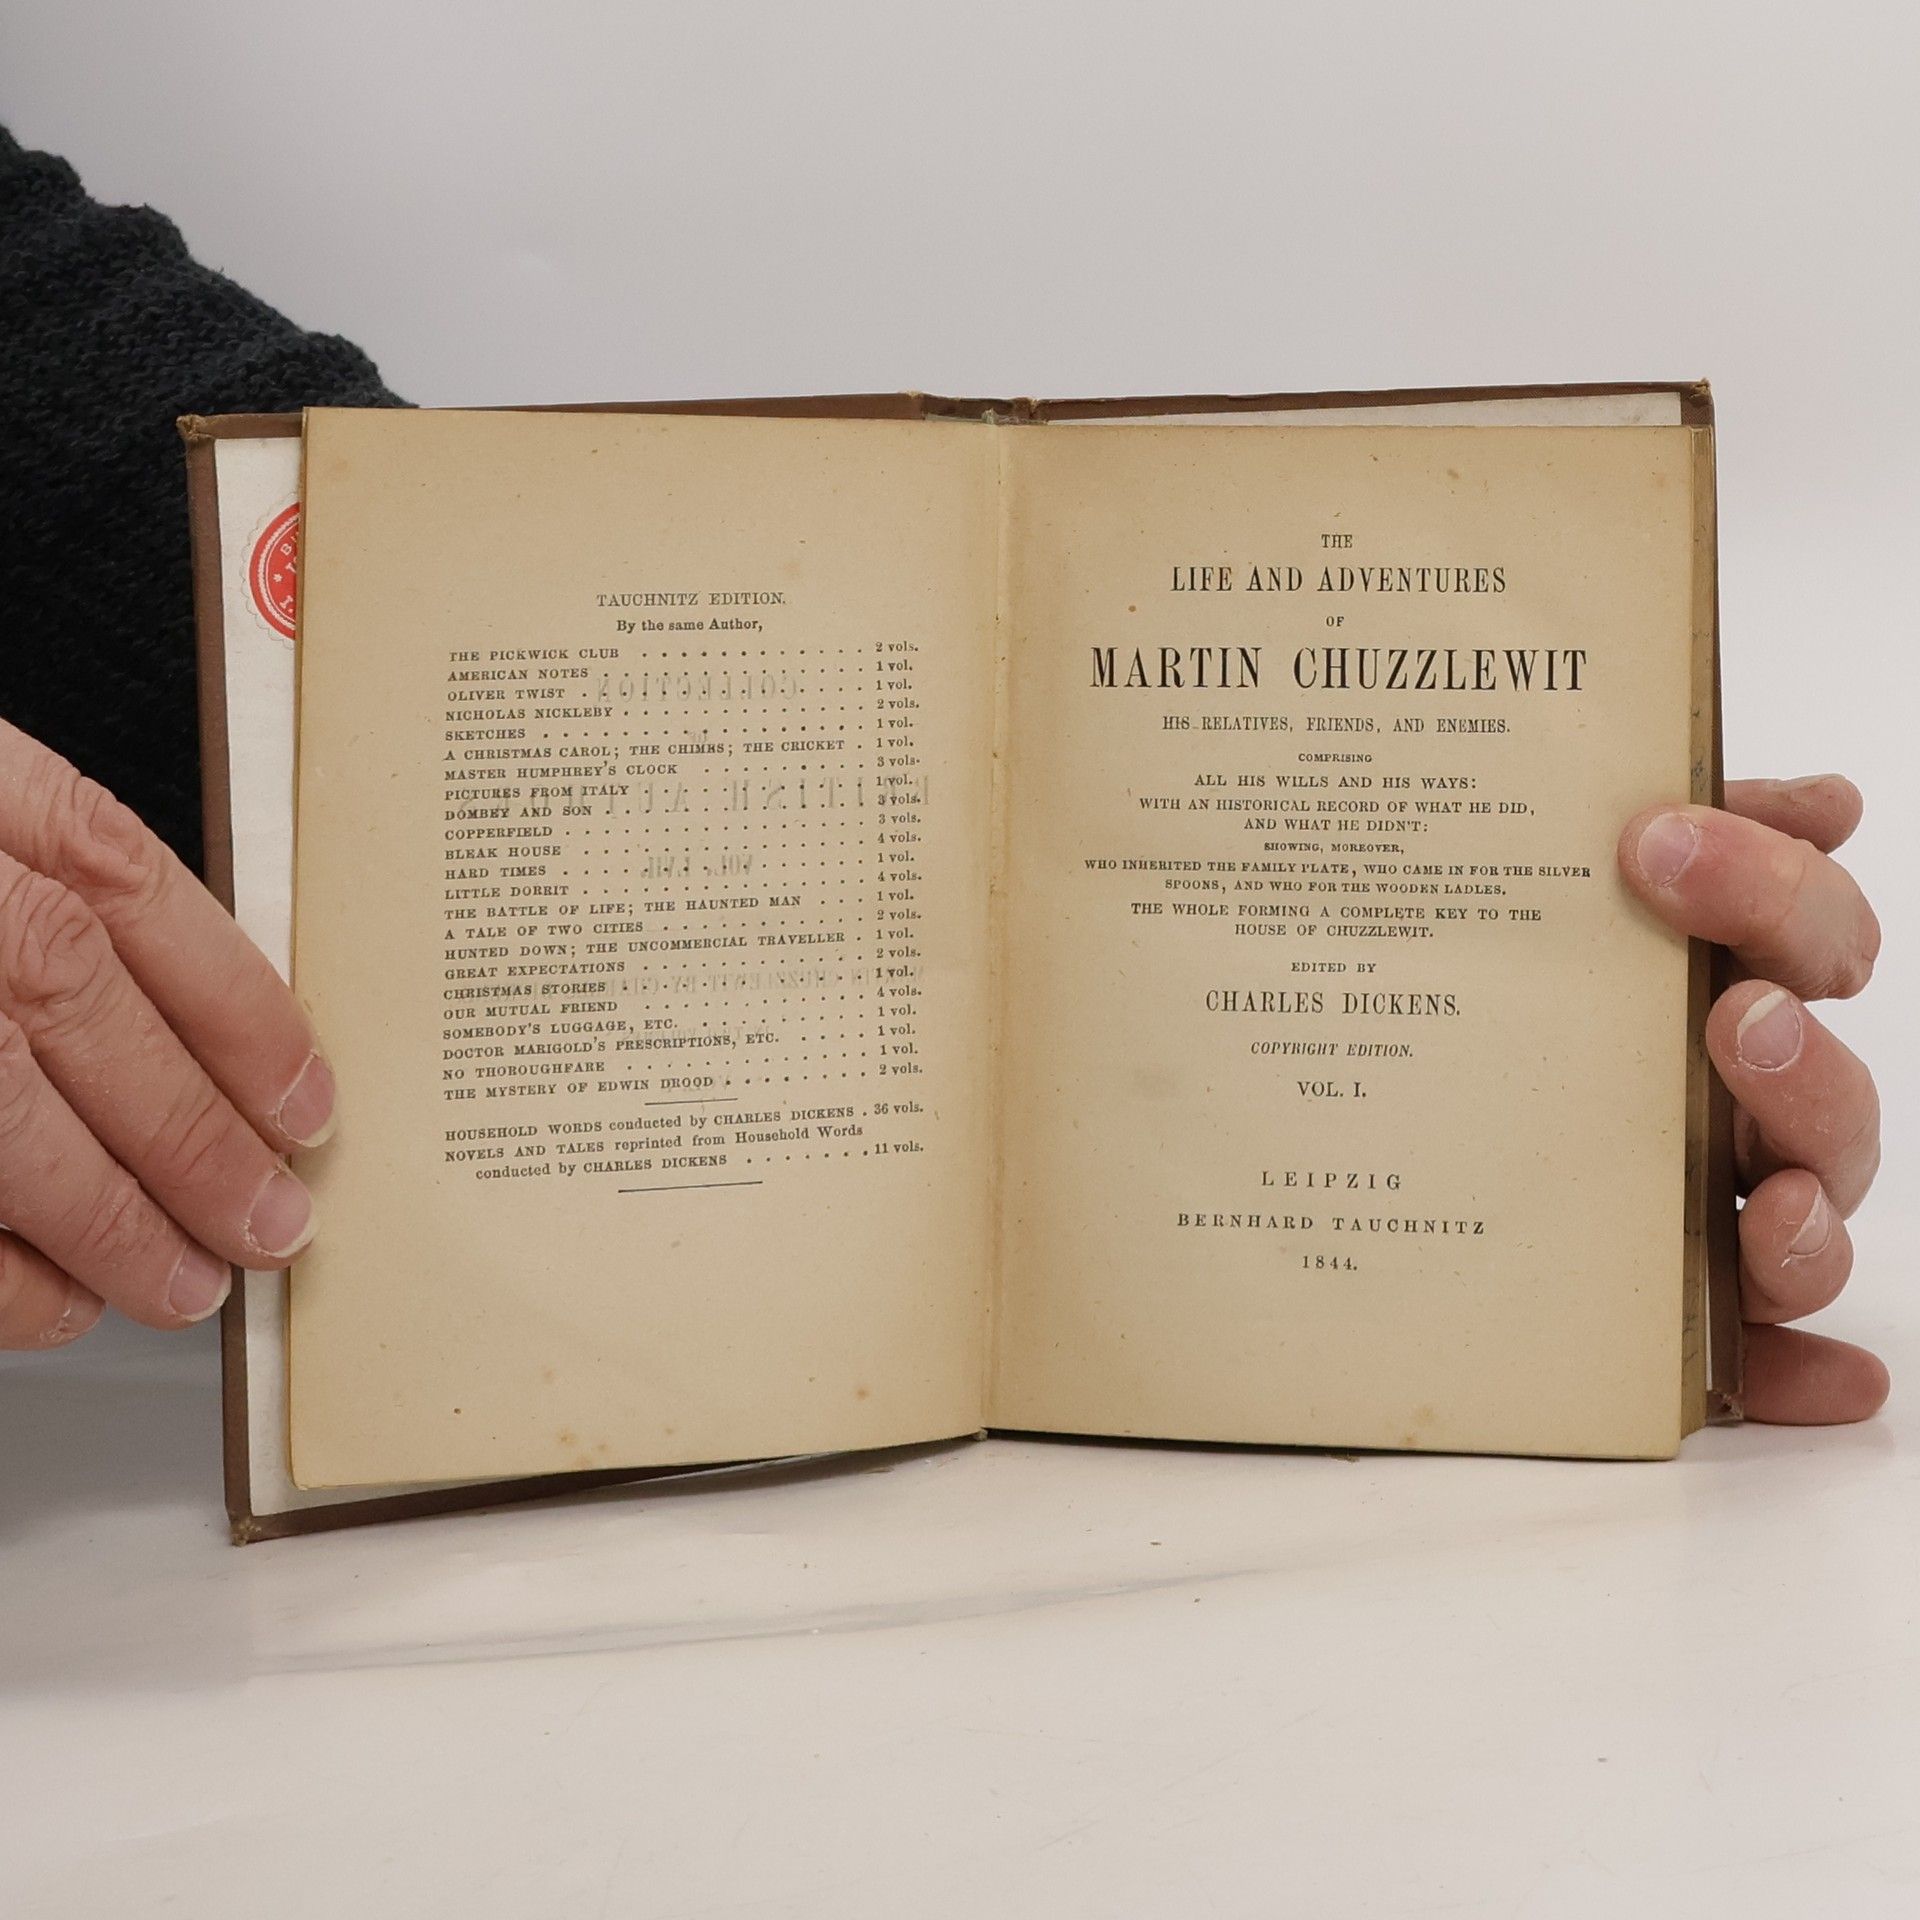 TAUCHNITZ EDITION.
By the same Author,
THE PICKWICK CLUB . . . . . . . . . . . . 2 vols.
AMERICAN NOTES . . . . . . . . . . . . . 1 vol.
OLIVER TWIST . . . . . . . . . . . . . . 1 vol.
NICHOLAS NICKLEBY . . . . . . . . . . . . 2 vols.
SKETCHES . . . . . . . . . . . . . . . . 1 vol.
A CHRISTMAS CAROL; THE CHIMES; THE CRICKET . 1 vol.
MASTER HUMPHREY'S CLOCK . . . . . . . . . 3 vols.
PICTURES FROM ITALY . . . . . . . . . . . 1 vol.
DOMBEY AND SON . . . . . . . . . . . . . 3 vols.
COPPERFIELD . . . . . . . . . . . . . . . 3 vols.
BLEAK HOUSE . . . . . . . . . . . . . . 4 vols.
HARD TIMES . . . . . . . . . . . . . . . 1 vol.
LITTLE DORRIT . . . . . . . . . . . . . . 4 vols.
THE BATTLE OF LIFE; THE HAUNTED MAN . . . 1 vol.
A TALE OF TWO CITIES . . . . . . . . . . 2 vols.
HUNTED DOWN; THE UNCOMMERCIAL TRAVELLER . 1 vol.
GREAT EXPECTATIONS . . . . . . . . . . . 2 vols.
CHRISTMAS STORIES . . . . . . . . . . . . 1 vol.
OUR MUTUAL FRIEND . . . . . . . . . . . 4 vols.
SOMEBODY'S LUGGAGE, ETC. . . . . . . . . . 1 vol.
DOCTOR MARIGOLD'S PRESCRIPTIONS, ETC. . . . . 1 vol.
NO THOROUGHFARE . . . . . . . . . . . . 1 vol.
THE MYSTERY OF EDWIN DROOD . . . . . . . . 2 vols.
HOUSEHOLD WORDS conducted by CHARLES DICKENS . 36 vols.
NOVELS AND TALES reprinted from Household Words
conducted by CHARLES DICKENS . . . . . . . 11 vols.
THE
LIFE AND ADVENTURES
OF
MARTIN CHUZZLEWIT
HIS RELATIVES, FRIENDS, AND ENEMIES.
COMPRISING
ALL HIS WILLS AND HIS WAYS:
WITH AN HISTORICAL RECORD OF WHAT HE DID,
AND WHAT HE DIDN'T:
SHOWING, MOREOVER,
WHO INHERITED THE FAMILY PLATE, WHO CAME IN FOR THE SILVER
SPOONS, AND WHO FOR THE WOODEN LADLES.
THE WHOLE FORMING A COMPLETE KEY TO THE
HOUSE OF CHUZZLEWIT.
EDITED BY
CHARLES DICKENS.
COPYRIGHT EDITION.
VOL. I.
LEIPZIG
BERNHARD TAUCHNITZ
1844.